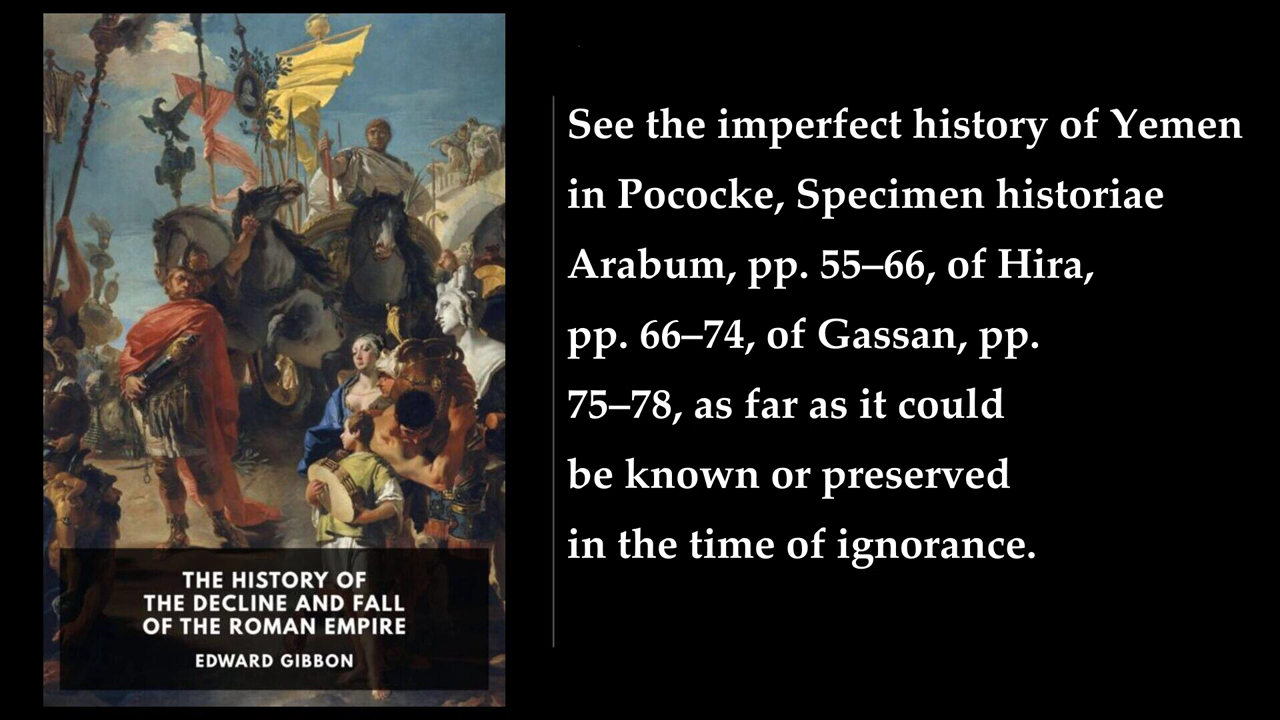 THE HISTORY OF
THE DECLINE AND FALL
OF THE ROMAN EMPIRE
EDWARD GIBBON
See the imperfect history of Yemen
in Pococke, Specimen historiae
Arabum, pp. 55–66, of Hira,
pp. 66–74, of Gassan, pp.
75–78, as far as it could
be known or preserved
in the time of ignorance.